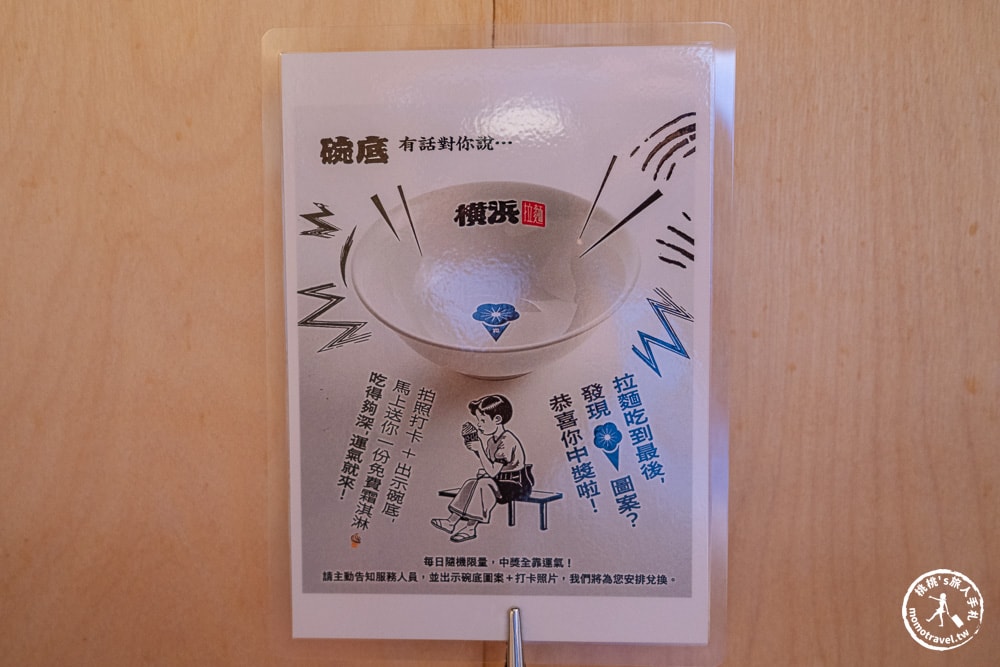 碗底 有話對你說…
橫浜 拉麵
拉麵吃到最後，
發現 圖案？
恭喜你中獎啦！
拍照打卡＋出示碗底，
馬上送你一份免費霜淇淋
吃得夠深，運氣就來！
每日隨機限量，中獎全靠運氣！
請主動告知服務人員，並出示碗底圖案＋打卡照片，我們將為您安排兌換。
桃桃's旅人手札
momotravel.tw